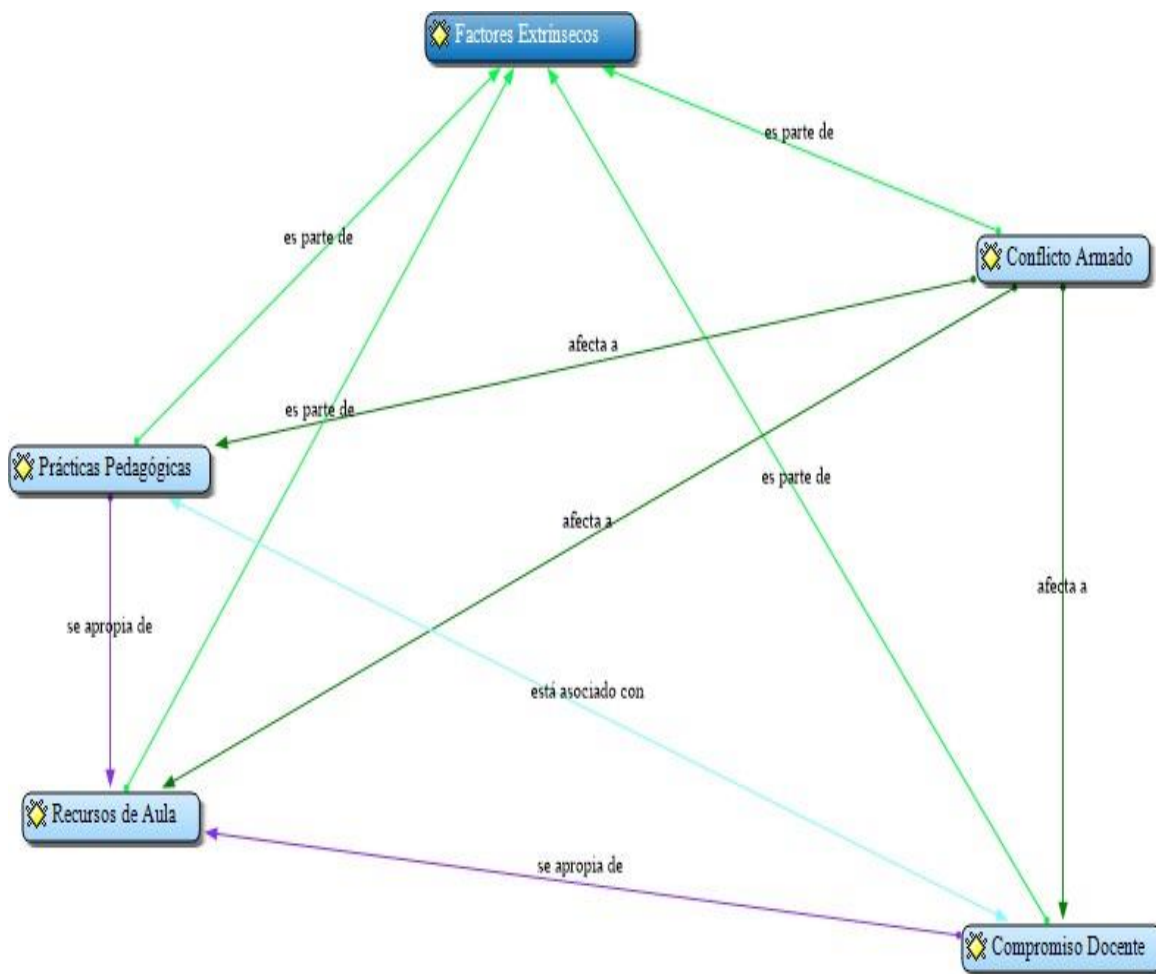 Factores Extrínsecos
es parte de
es parte de
Conflicto Armado
afecta a
es parte de
Prácticas Pedagógicas
es parte de
afecta a
afecta a
se apropia de
está asociado con
Recursos de Aula
se apropia de
Compromiso Docente